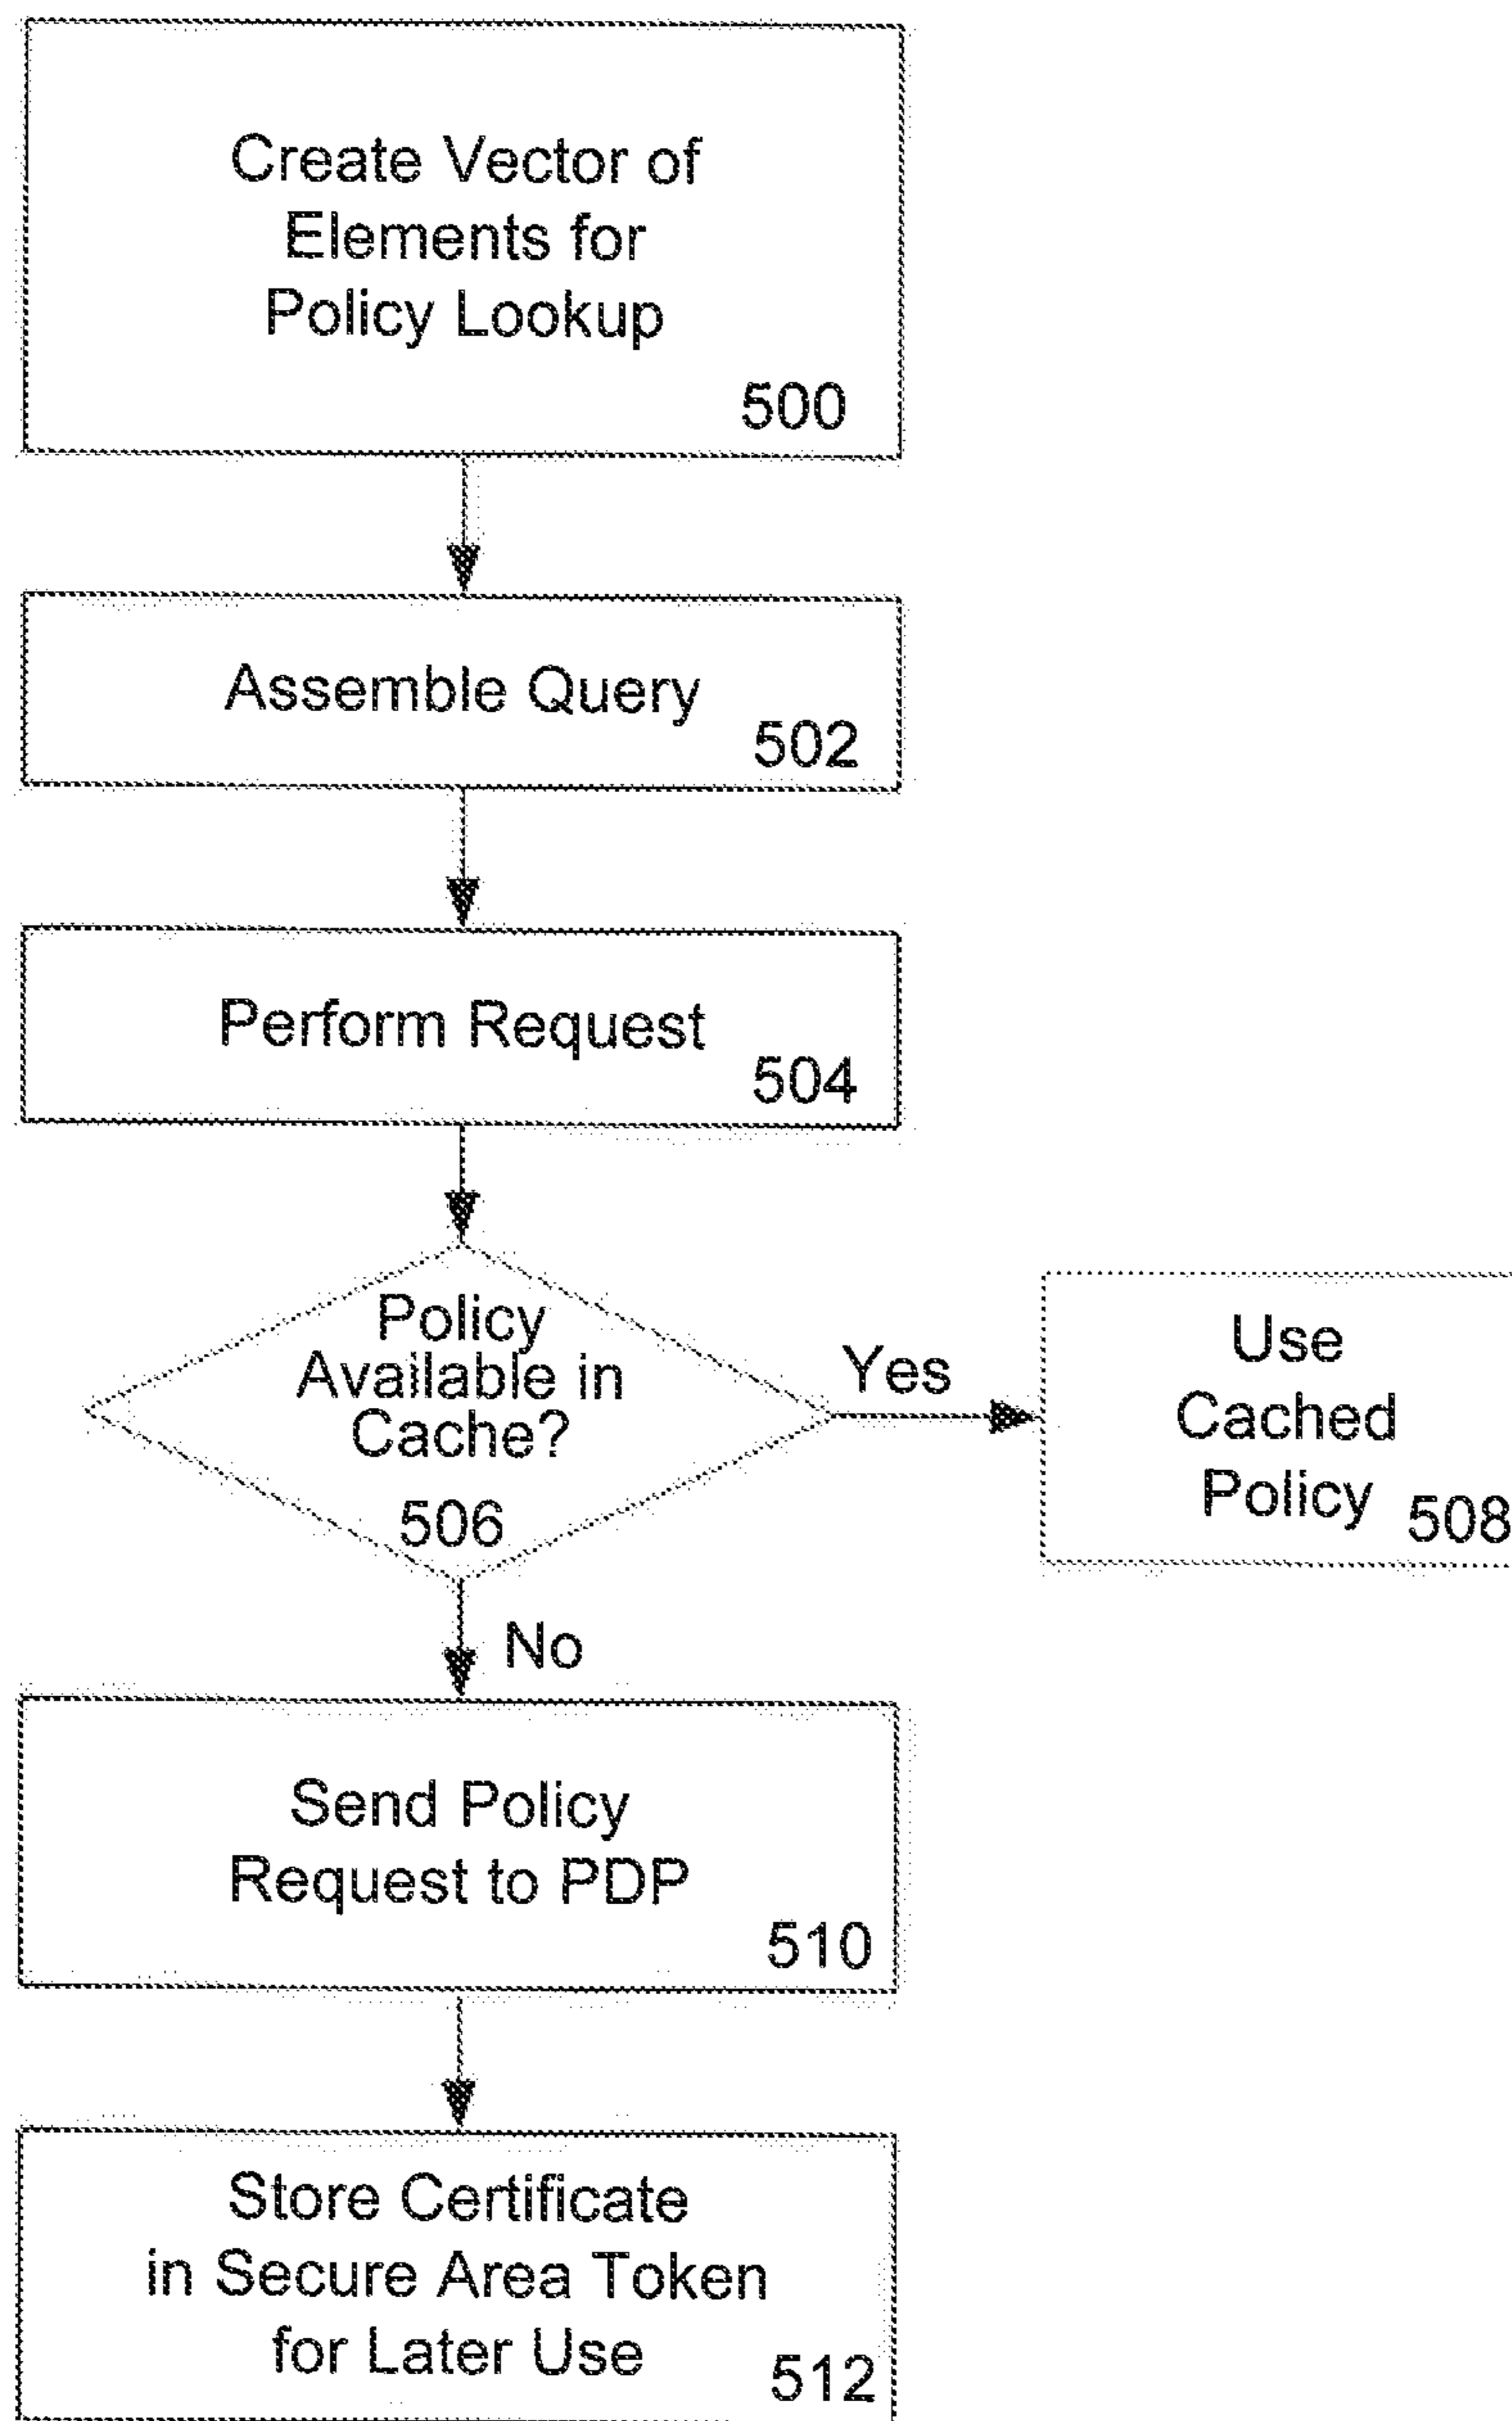 Create Vector of
Elements for
Policy Lookup
500
Assemble Query
502
Perform Request
504
Policy
Available in
Cache?
506
Yes
Use
Cached
Policy
508
No
Send Policy
Request to PDP
510
Store Certificate
in Secure Area Token
for Later Use
512